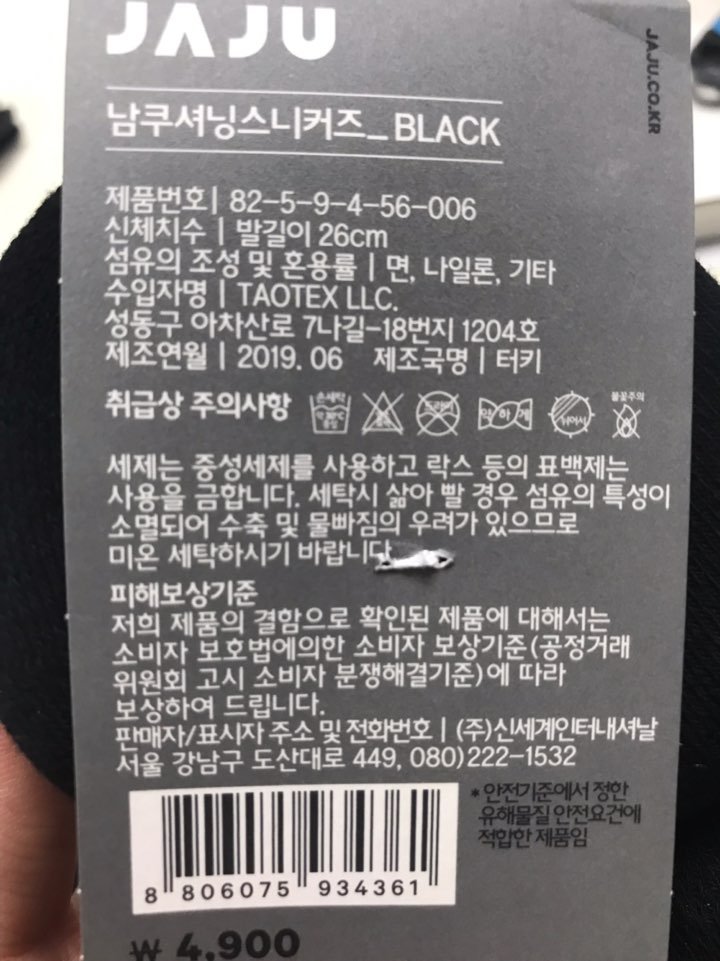 JAJU
JAJU.CO.KR
남쿠셔닝스니커즈_BLACK
제품번호| 82-5-9-4-56-006
신체치수 | 발길이 26cm
섬유의 조성 및 혼용률 | 면, 나일론, 기타
수입자명 | TAOTEX LLC.
성동구 아차산로 7나길-18번지 1204호
제조연월 | 2019. 06 제조국명 | 터키
취급상 주의사항
손세탁
약하게
뉘어서
불꽃주의
세제는 중성세제를 사용하고 락스 등의 표백제는
사용을 금합니다. 세탁시 삶아 빨 경우 섬유의 특성이
소멸되어 수축 및 물빠짐의 우려가 있으므로
미온 세탁하시기 바랍니다
피해보상기준
저희 제품의 결함으로 확인된 제품에 대해서는
소비자 보호법에의한 소비자 보상기준(공정거래
위원회 고시 소비자 분쟁해결기준)에 따라
보상하여 드립니다.
판매자/표시자 주소 및 전화번호 | (주)신세계인터내셔날
서울 강남구 도산대로 449, 080)222-1532
*안전기준에서 정한
유해물질 안전요건에
적합한 제품임
8 806075 934361
₩ 4,900